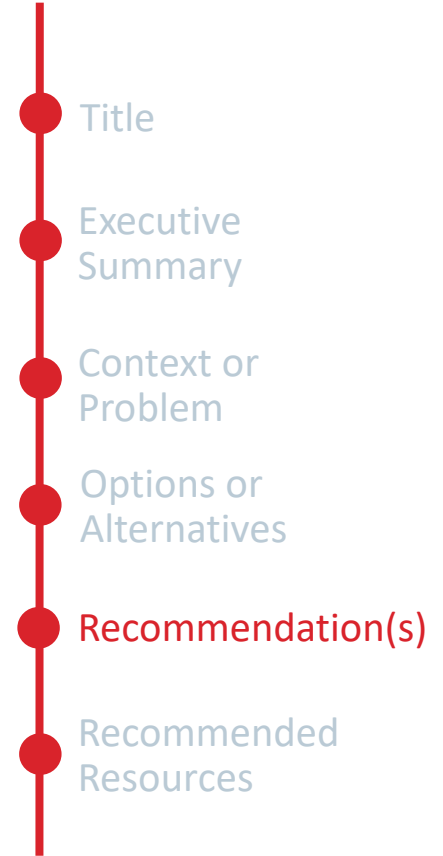 Title
Executive
Summary
Context or
Problem
Options or
Alternatives
Recommendation(s)
Recommended
Resources